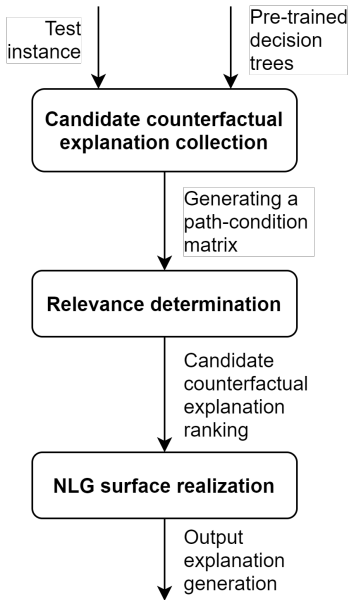 Test
instance
Pre-trained
decision
trees
Candidate counterfactual
explanation collection
Generating a
path-condition
matrix
Relevance determination
Candidate
counterfactual
explanation
ranking
NLG surface realization
Output
explanation
generation